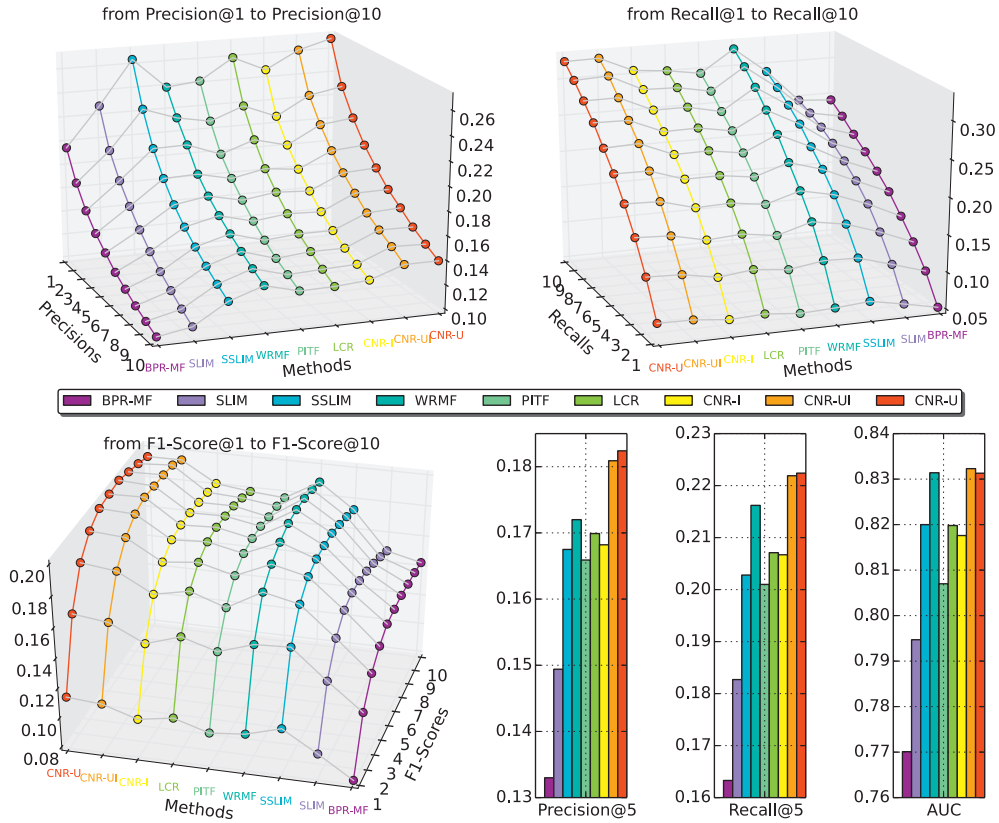 from Precision@1 to Precision@10
0.26
0.24
0.22
0.20
0.18
0.16
0.14
0.12
0.10
1
2
3
4
5
6
7
8
9
10
Precisions
BPR-MF
SLIM
SSLIM
WRMF
PITF
LCR
CNR-I
CNR-UI
CNR-U
Methods
from Recall@1 to Recall@10
0.30
0.25
0.20
0.15
0.10
0.05
10
9
8
7
6
5
4
3
2
1
Recalls
CNR-U
CNR-UI
CNR-I
LCR
PITF
WRMF
SSLIM
SLIM
BPR-MF
Methods
BPR-MF SLIM SSLIM WRMF PITF LCR CNR-I CNR-UI CNR-U
from F1-Score@1 to F1-Score@10
0.20
0.18
0.16
0.14
0.12
0.10
0.08
CNR-U
CNR-UI
CNR-I
LCR
PITF
WRMF
SSLIM
SLIM
BPR-MF
Methods
10
9
8
7
6
5
4
3
2
1
F1-Scores
0.18
0.17
0.16
0.15
0.14
0.13
Precision@5
0.23
0.22
0.21
0.20
0.19
0.18
0.17
0.16
Recall@5
0.84
0.83
0.82
0.81
0.80
0.79
0.78
0.77
0.76
AUC